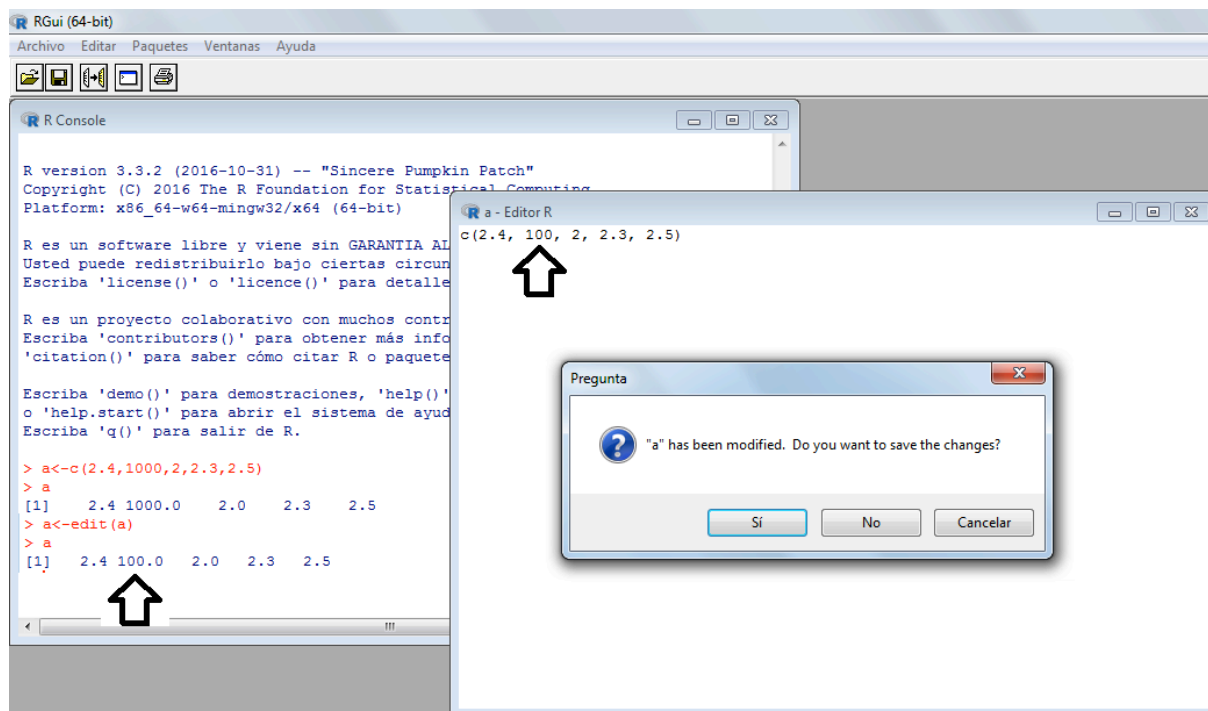 RGui (64-bit)
Archivo Editar Paquetes Ventanas Ayuda
R Console
R version 3.3.2 (2016-10-31) -- "Sincere Pumpkin Patch"
Copyright (C) 2016 The R Foundation for Statistical Computing
Platform: x86_64-w64-mingw32/x64 (64-bit)
R es un software libre y viene sin GARANTIA AL
Usted puede redistribuirlo bajo ciertas circun
Escriba 'license()' o 'licence()' para detalle
R es un proyecto colaborativo con muchos contr
Escriba 'contributors()' para obtener más info
'citation()' para saber cómo citar R o paquete
Escriba 'demo()' para demostraciones, 'help()'
o 'help.start()' para abrir el sistema de ayud
Escriba 'q()' para salir de R.
> a<-c(2.4,1000,2,2.3,2.5)
> a
[1] 2.4 1000.0 2.0 2.3 2.5
> a<-edit(a)
> a
[1] 2.4 100.0 2.0 2.3 2.5
a - Editor R
c(2.4, 100, 2, 2.3, 2.5)
Pregunta
"a" has been modified. Do you want to save the changes?
Sí No Cancelar